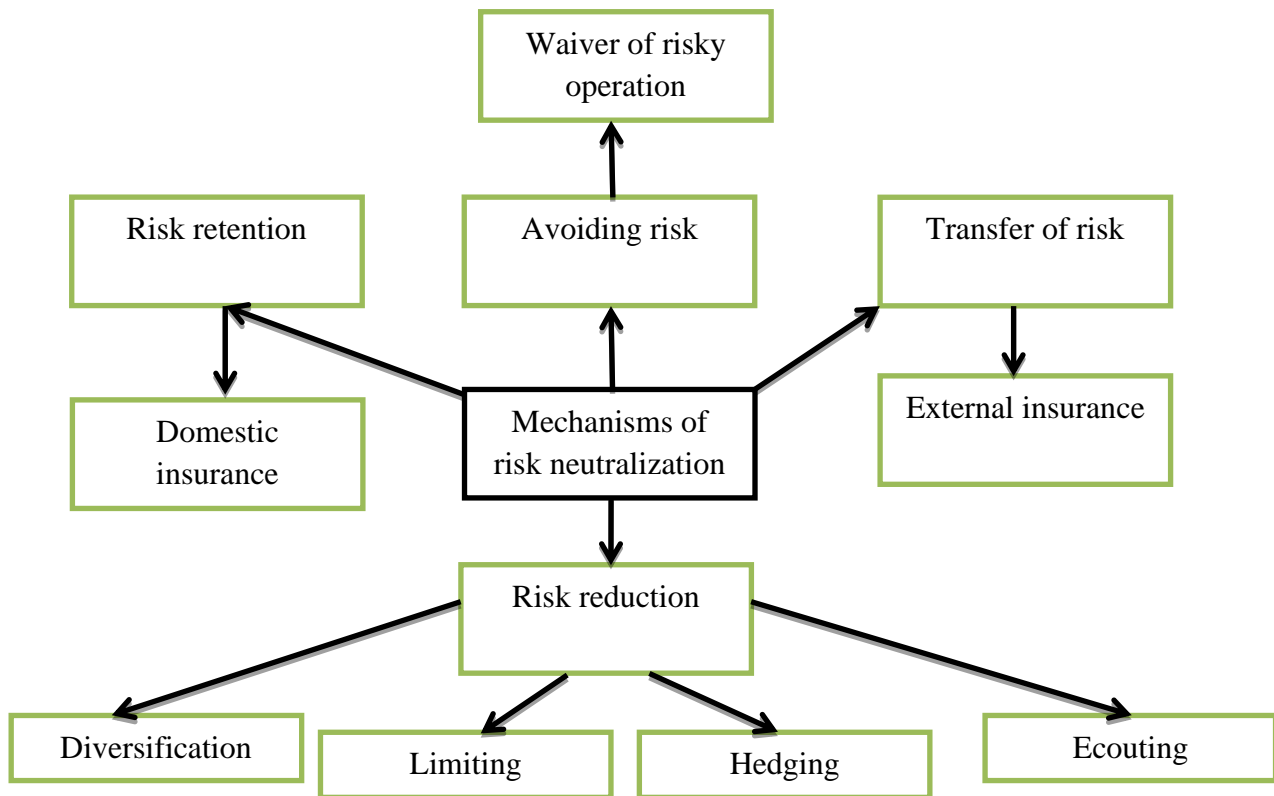 Waiver of risky
operation
Risk retention
Avoiding risk
Transfer of risk
Domestic
insurance
Mechanisms of
risk neutralization
External insurance
Risk reduction
Diversification
Limiting
Hedging
Ecouting